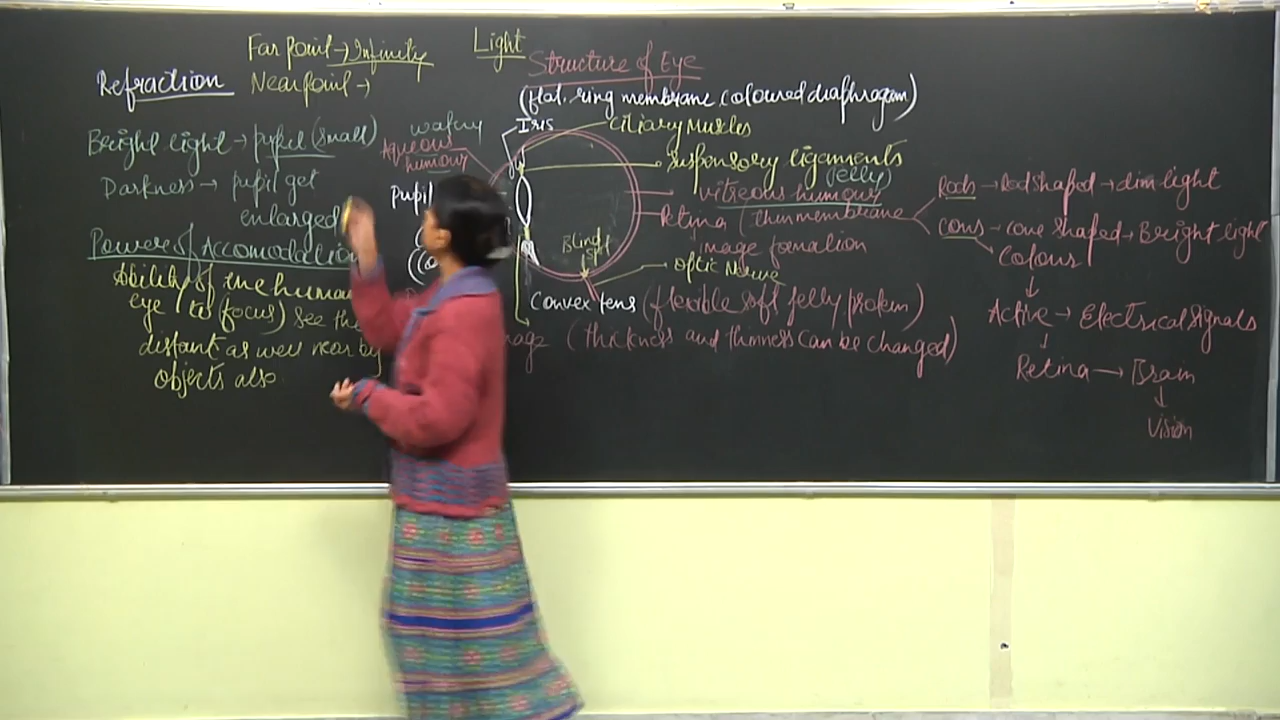 Light
Far point → Infinity
Near point →
Refraction
Structure of Eye
(flat, ring membrane, coloured diaphragam)
Bright light → pupil (small)
Darkness → pupil get
enlarged
Power of Accomodation
Ability of the human
eye to (focus) see the
distant as well near by
objects also.
watery
Aqueous
humour
Iris
Ciliary Muscles
suspensory ligaments
(Jelly)
vitreous humour
Retina (thin membrane
image formation
Blind
spot
optic Nerve
Convex lens (flexible soft jelly protein)
(thickness and thinness can be changed)
Rods → Rod shaped → dim light
cons → cone shaped → Bright light
Colour
↓
Active → Electrical signals
↓
Retina → Brain
↓
Vision